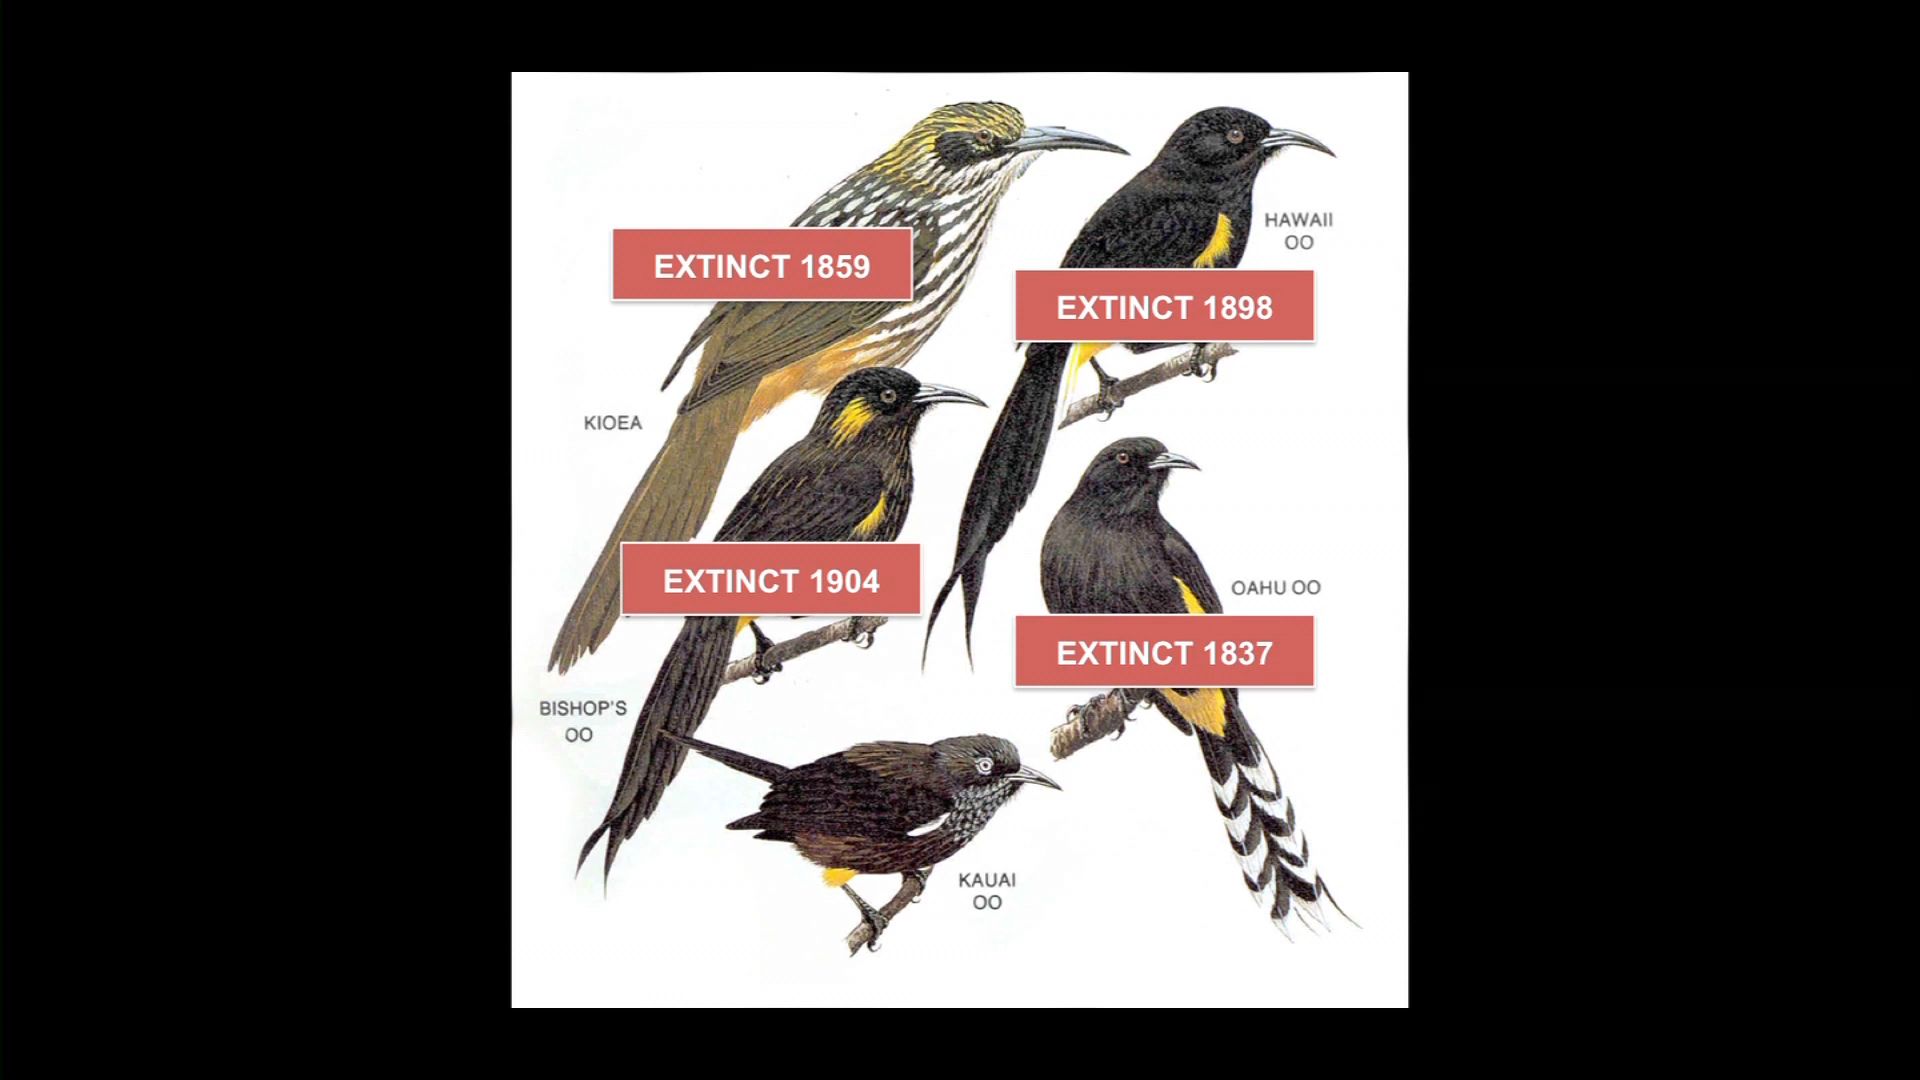 EXTINCT 1859
HAWAII
OO
EXTINCT 1898
KIOEA
EXTINCT 1904
OAHU OO
EXTINCT 1837
BISHOP'S
OO
KAUAI
OO